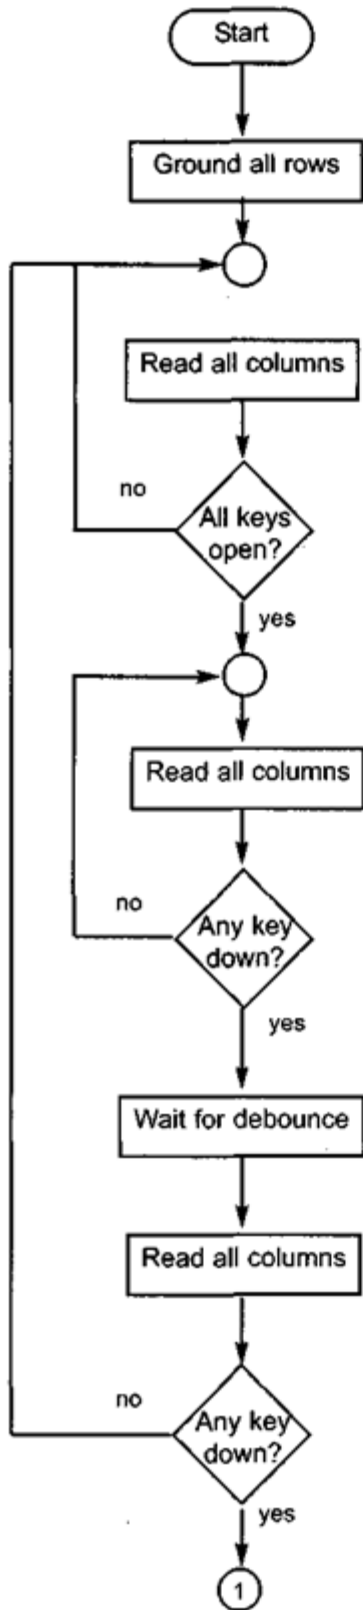 Start
Ground all rows
Read all columns
no
All keys
open?
yes
Read all columns
no
Any key
down?
yes
Wait for debounce
Read all columns
no
Any key
down?
yes
1